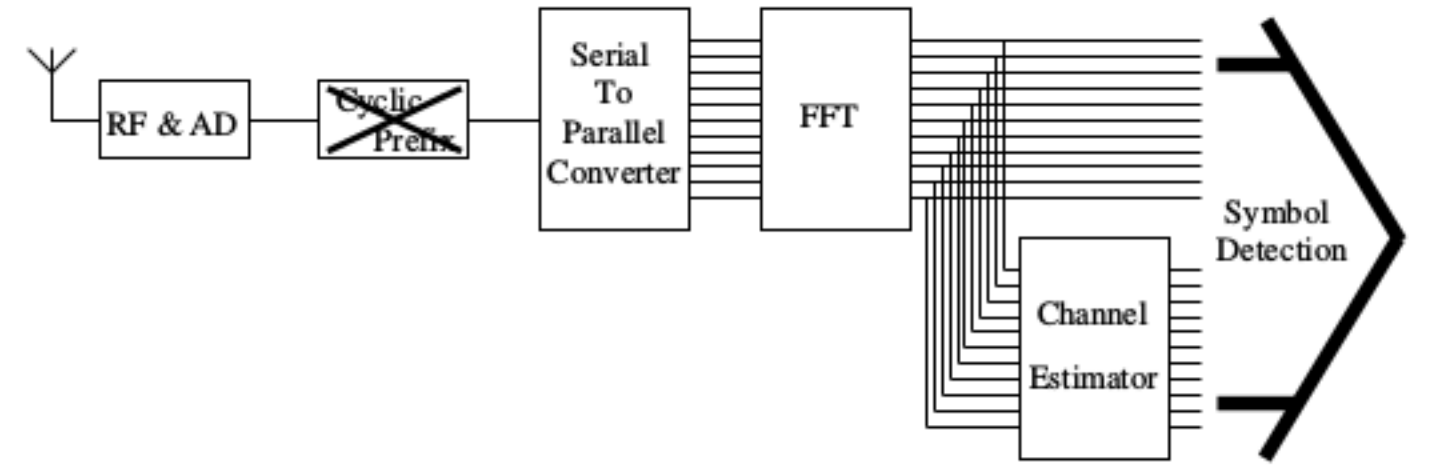 RF & AD
Cyclic
Prefix
Serial
To
Parallel
Converter
FFT
Symbol
Detection
Channel
Estimator